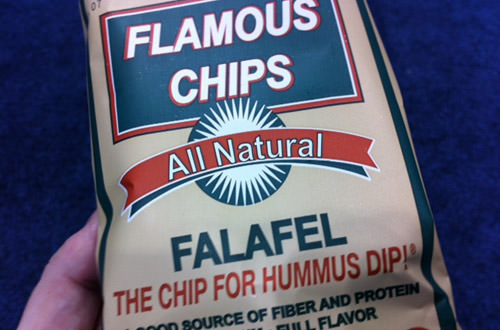 FLAMOUS
CHIPS
All Natural
FALAFEL
THE CHIP FOR HUMMUS DIP!®
GOOD SOURCE OF FIBER AND PROTEIN
FULL FLAVOR